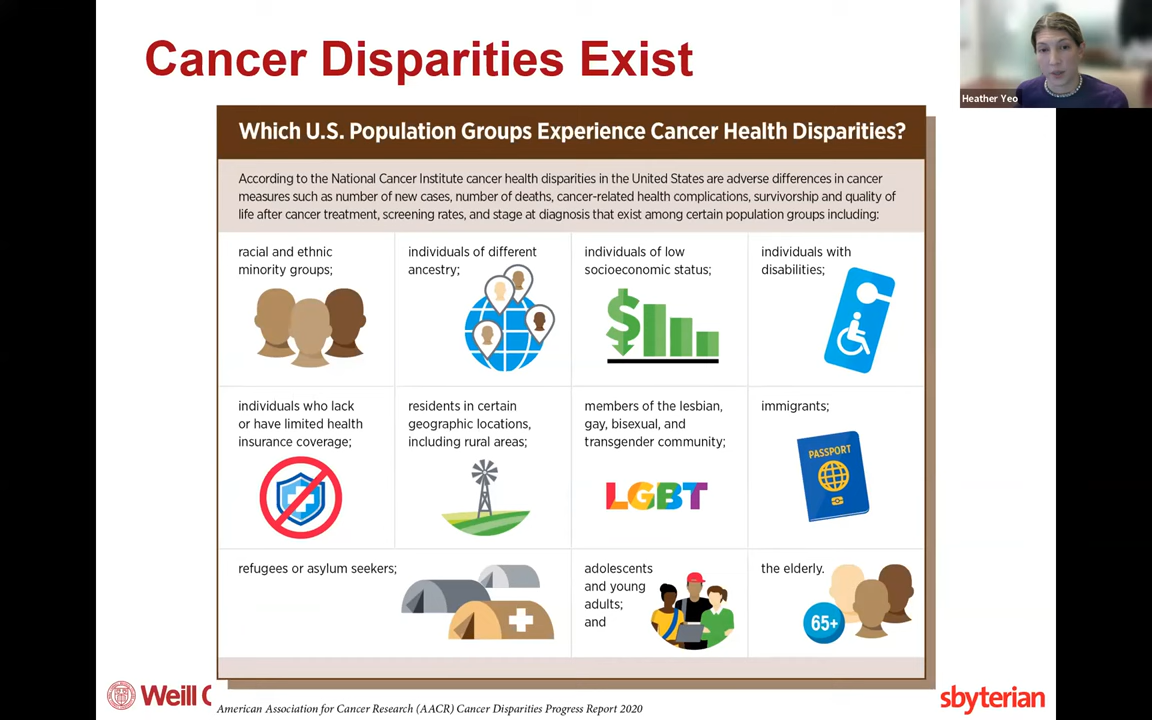 Cancer Disparities Exist
Heather Yeo
Which U.S. Population Groups Experience Cancer Health Disparities?
According to the National Cancer Institute cancer health disparities in the United States are adverse differences in cancer
measures such as number of new cases, number of deaths, cancer-related health complications, survivorship and quality of
life after cancer treatment, screening rates, and stage at diagnosis that exist among certain population groups including:
racial and ethnic
minority groups;
individuals of different
ancestry;
individuals of low
socioeconomic status;
individuals with
disabilities;
individuals who lack
or have limited health
insurance coverage;
residents in certain
geographic locations,
including rural areas;
members of the lesbian,
gay, bisexual, and
transgender community;
LGBT
immigrants;
PASSPORT
refugees or asylum seekers;
adolescents
and young
adults;
and
the elderly.
65+
Weill C
sbyterian
American Association for Cancer Research (AACR) Cancer Disparities Progress Report 2020